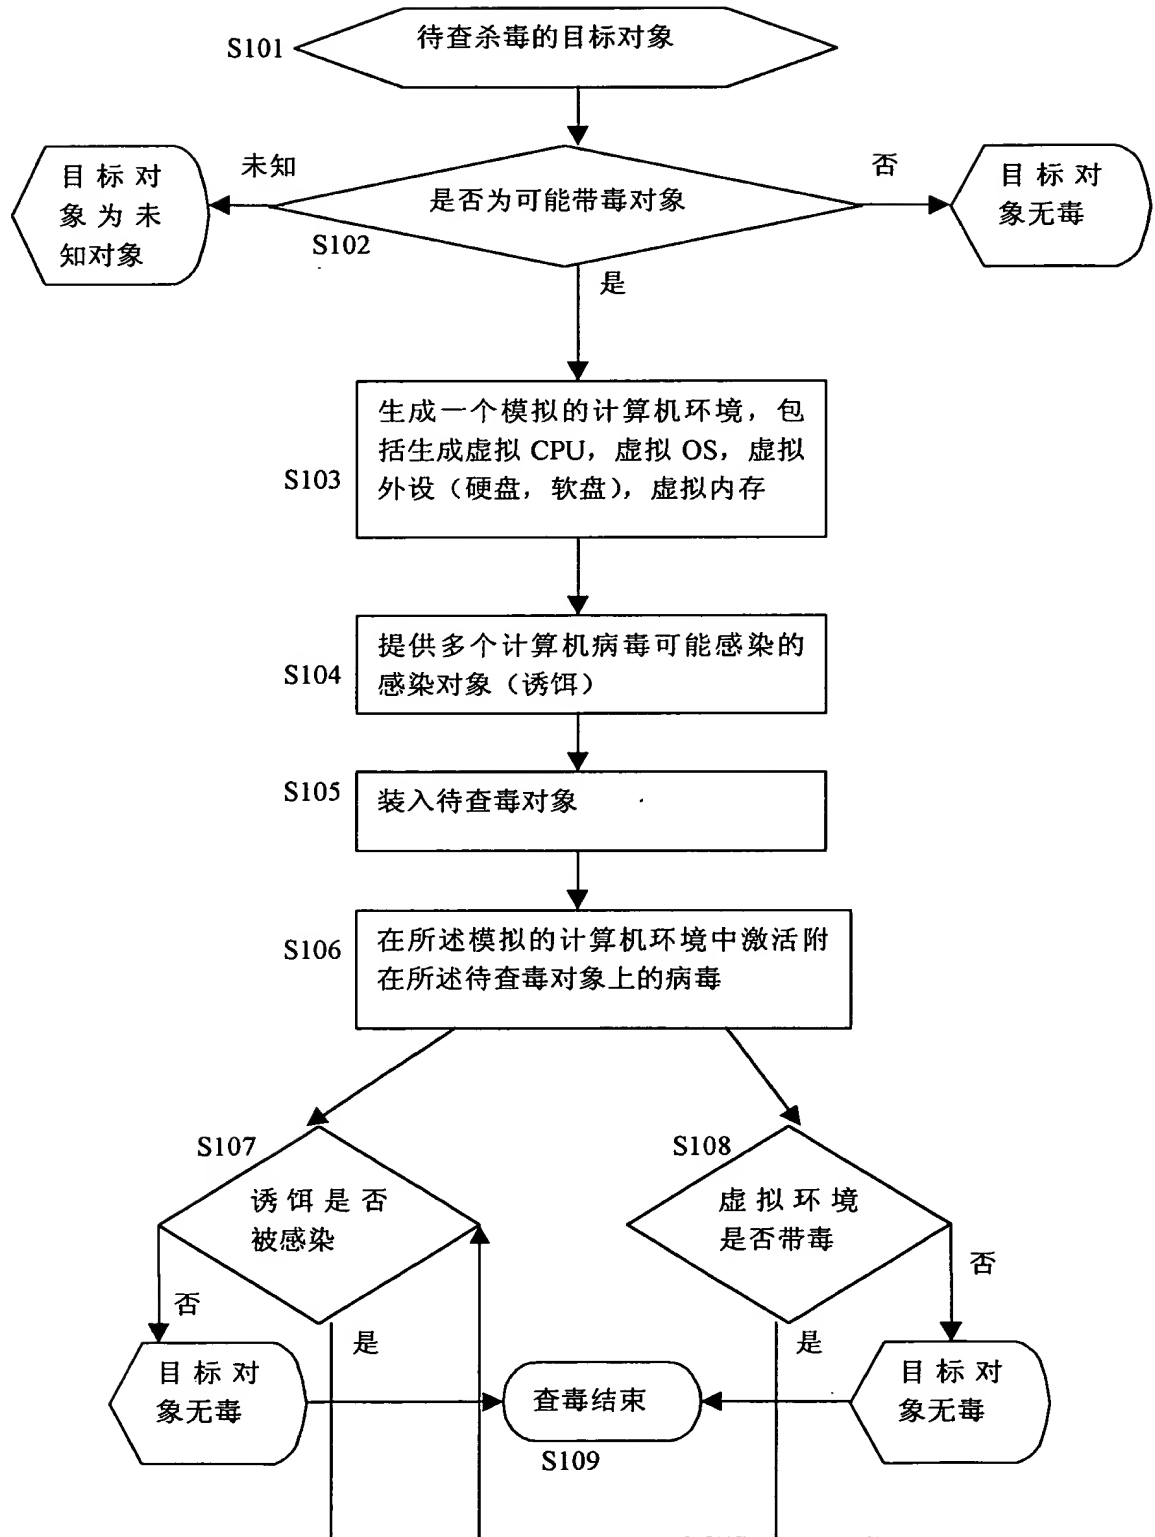 S101
待查杀毒的目标对象
未知
否
目标对
象为未
知对象
是否为可能带毒对象
目标对
象无毒
S102
是
生成一个模拟的计算机环境，包
括生成虚拟 CPU，虚拟 OS，虚拟
外设（硬盘，软盘），虚拟内存
S103
提供多个计算机病毒可能感染的
感染对象（诱饵）
S104
S105
装入待查毒对象
S106
在所述模拟的计算机环境中激活附
在所述待查毒对象上的病毒
S107
诱饵是否
被感染
S108
虚拟环境
是否带毒
否
是
否
是
目标对
象无毒
查毒结束
S109
目标对
象无毒